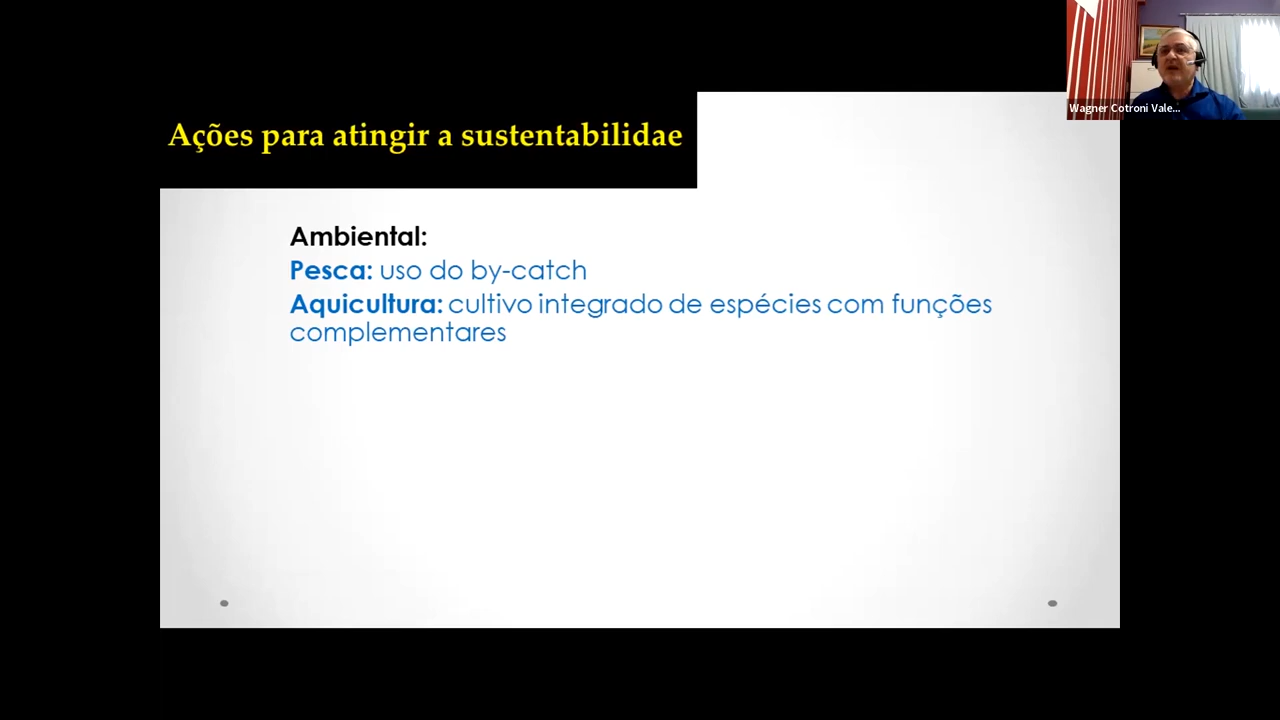 Ações para atingir a sustentabilidae
Wagner Cotroni Vale...
Ambiental:
Pesca: uso do by-catch
Aquicultura: cultivo integrado de espécies com funções
complementares